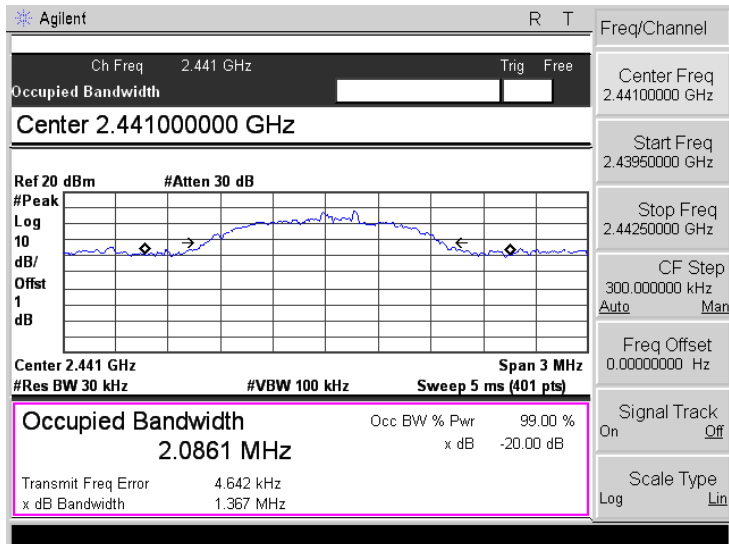 Agilent R T
Ch Freq 2.441 GHz Trig Free
Occupied Bandwidth
Center 2.441000000 GHz
Ref 20 dBm #Atten 30 dB
#Peak
Log
10
dB/
Offst
1
dB
Center 2.441 GHz Span 3 MHz
#Res BW 30 kHz #VBW 100 kHz Sweep 5 ms (401 pts)
Occupied Bandwidth Occ BW % Pwr 99.00 %
2.0861 MHz x dB -20.00 dB
Transmit Freq Error 4.642 kHz
x dB Bandwidth 1.367 MHz
Freq/Channel
Center Freq
2.44100000 GHz
Start Freq
2.43950000 GHz
Stop Freq
2.44250000 GHz
CF Step
300.000000 kHz
Auto Man
Freq Offset
0.00000000 Hz
Signal Track
On Off
Scale Type
Log Lin